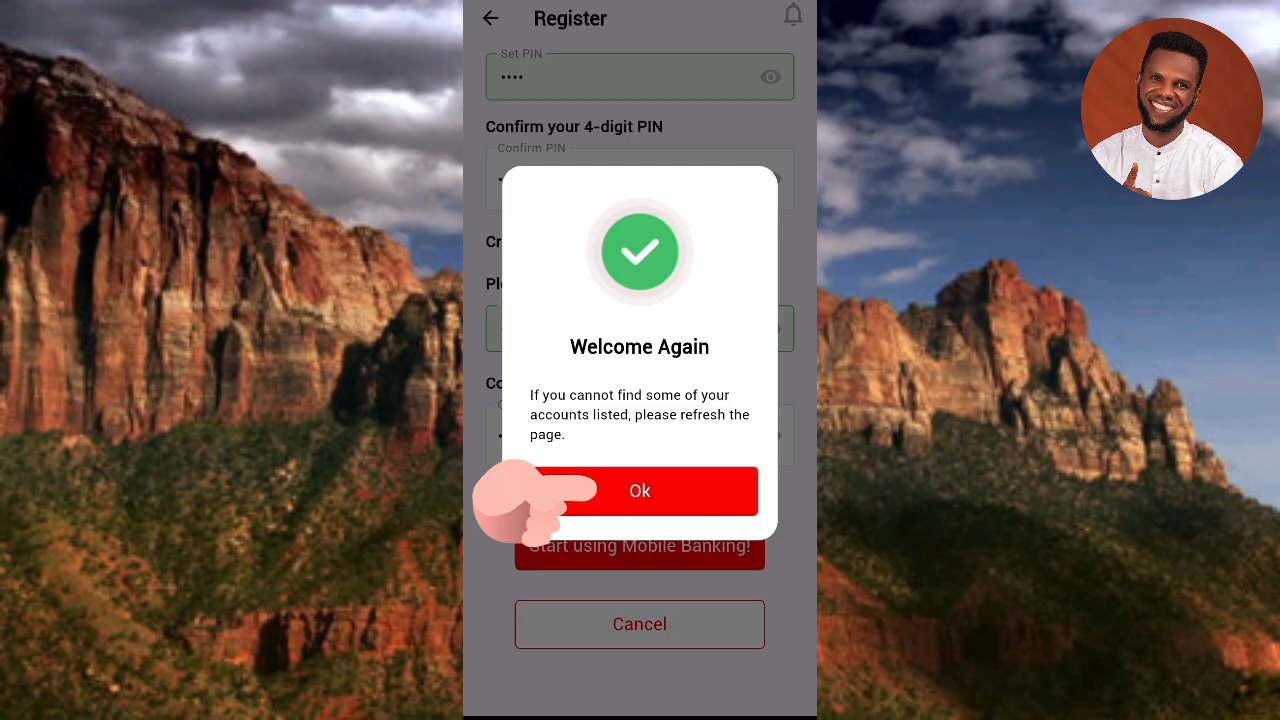 Register
Set PIN
••••
Confirm your 4-digit PIN
Confirm PIN
Cr
Welcome Again
If you cannot find some of your
accounts listed, please refresh the
page.
Ok
Start using Mobile Banking!
Cancel